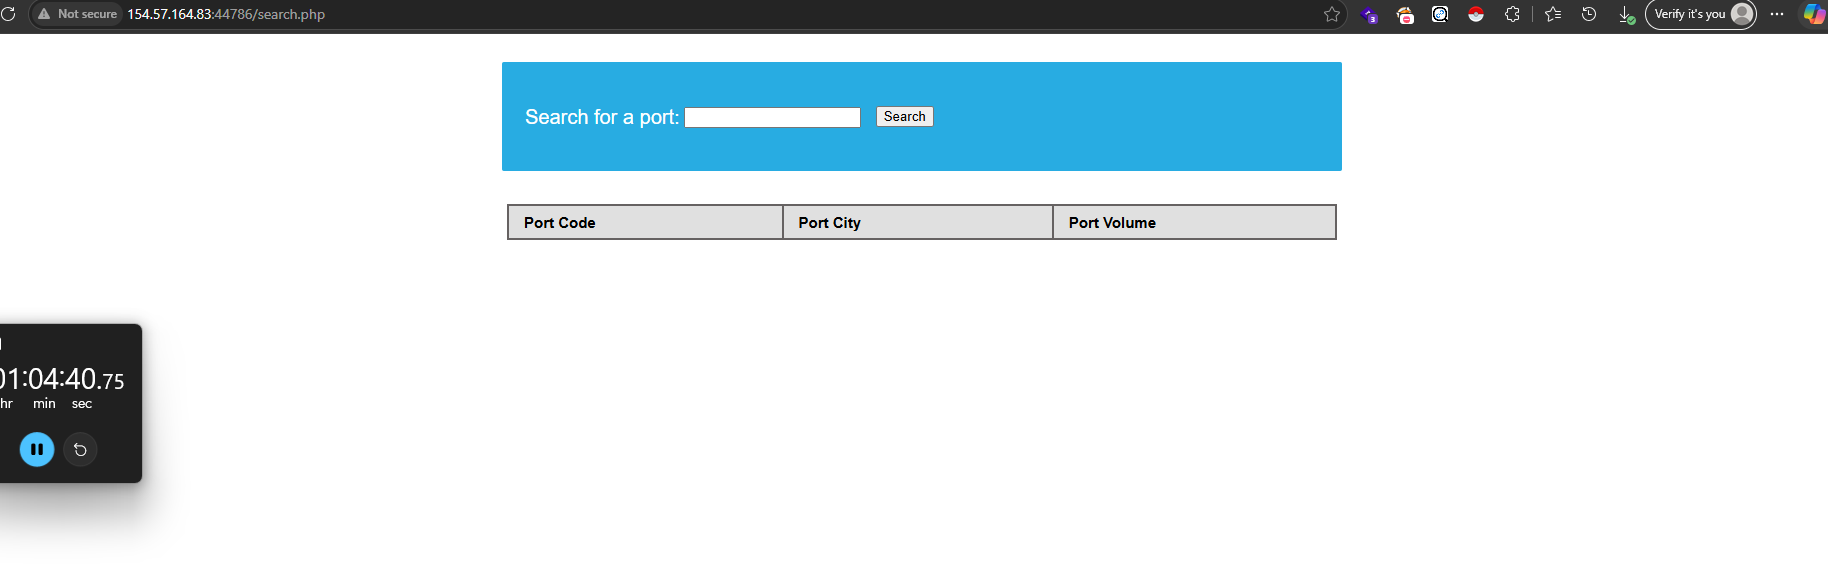 Not secure 154.57.164.83:44786/search.php 3 Verify it's you
Search for a port: Search
Port Code Port City Port Volume
01:04:40.75
hr min sec